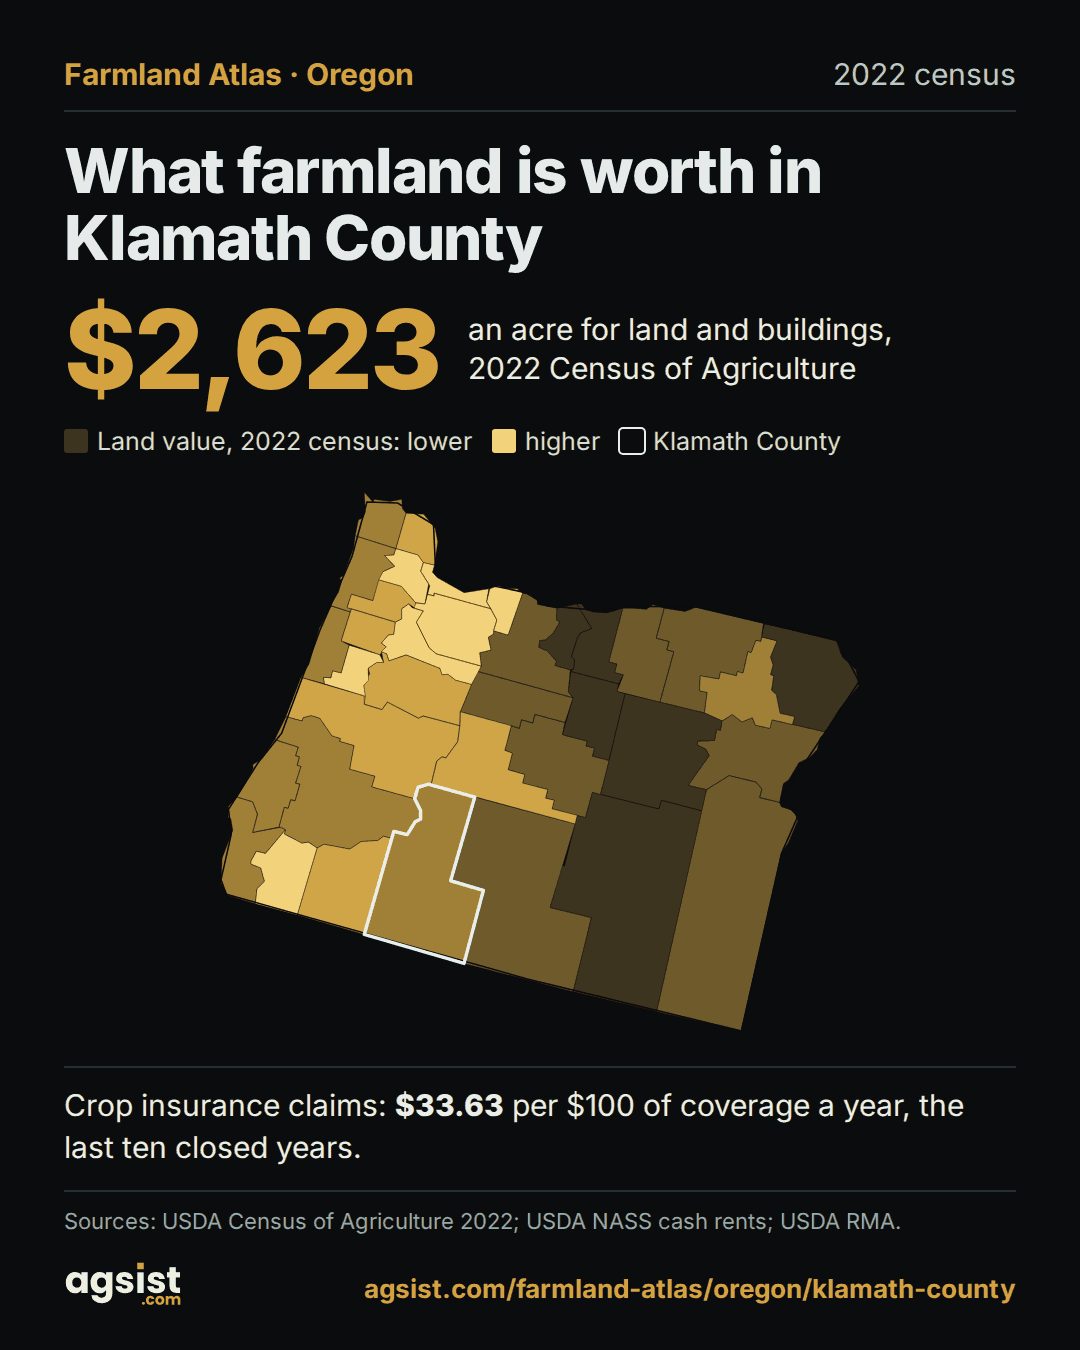 Farmland Atlas · Oregon
2022 census
What farmland is worth in
Klamath County
$2,623
an acre for land and buildings,
2022 Census of Agriculture
Land value, 2022 census: lower
higher
Klamath County
Crop insurance claims: $33.63 per $100 of coverage a year, the
last ten closed years.
Sources: USDA Census of Agriculture 2022; USDA NASS cash rents; USDA RMA.
agsist
.com
agsist.com/farmland-atlas/oregon/klamath-county